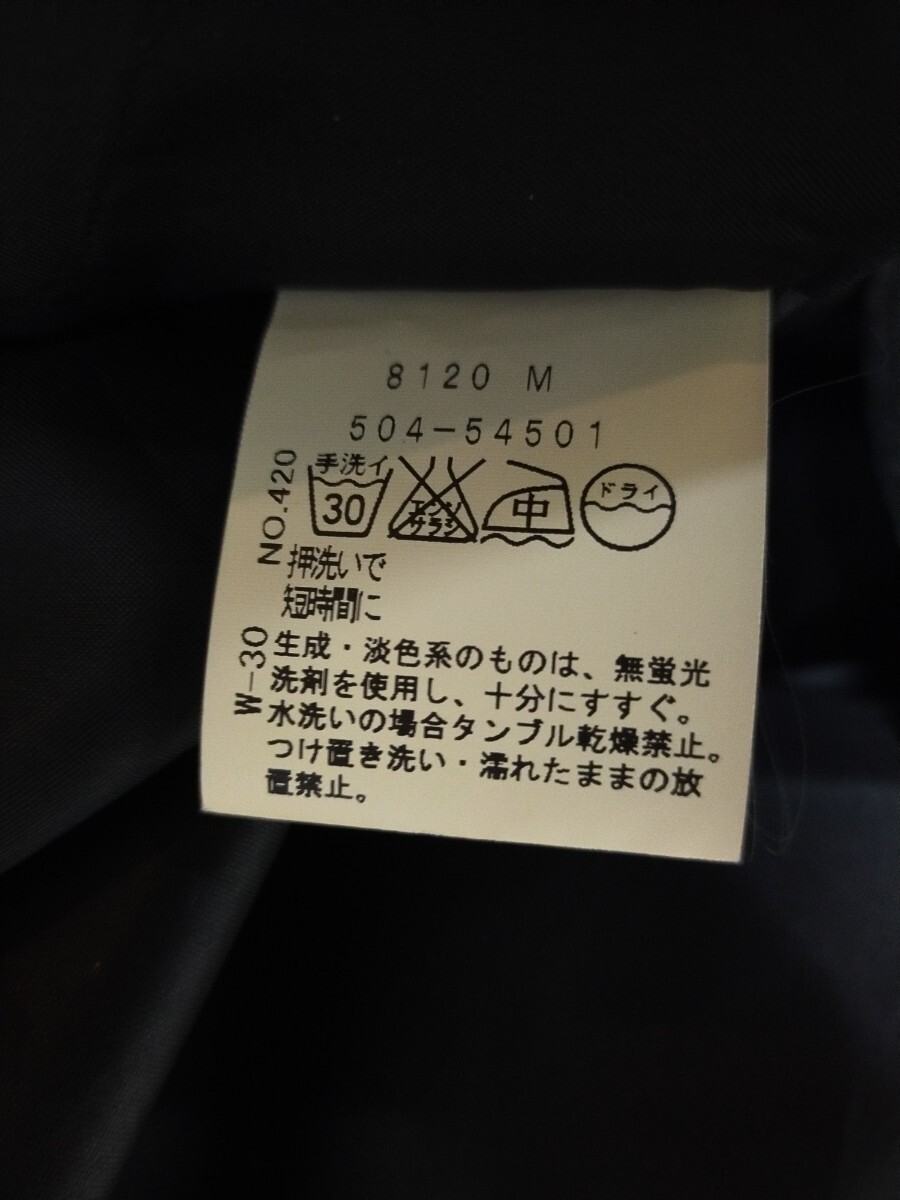 8120 M
504-54501
NO.420
手洗イ
30
エンソ
サラシ
中
ドライ
押洗いで
短時間に
W-30
生成・淡色系のものは、無蛍光
洗剤を使用し、十分にすすぐ。
水洗いの場合タンブル乾燥禁止。
つけ置き洗い・濡れたままの放
置禁止。